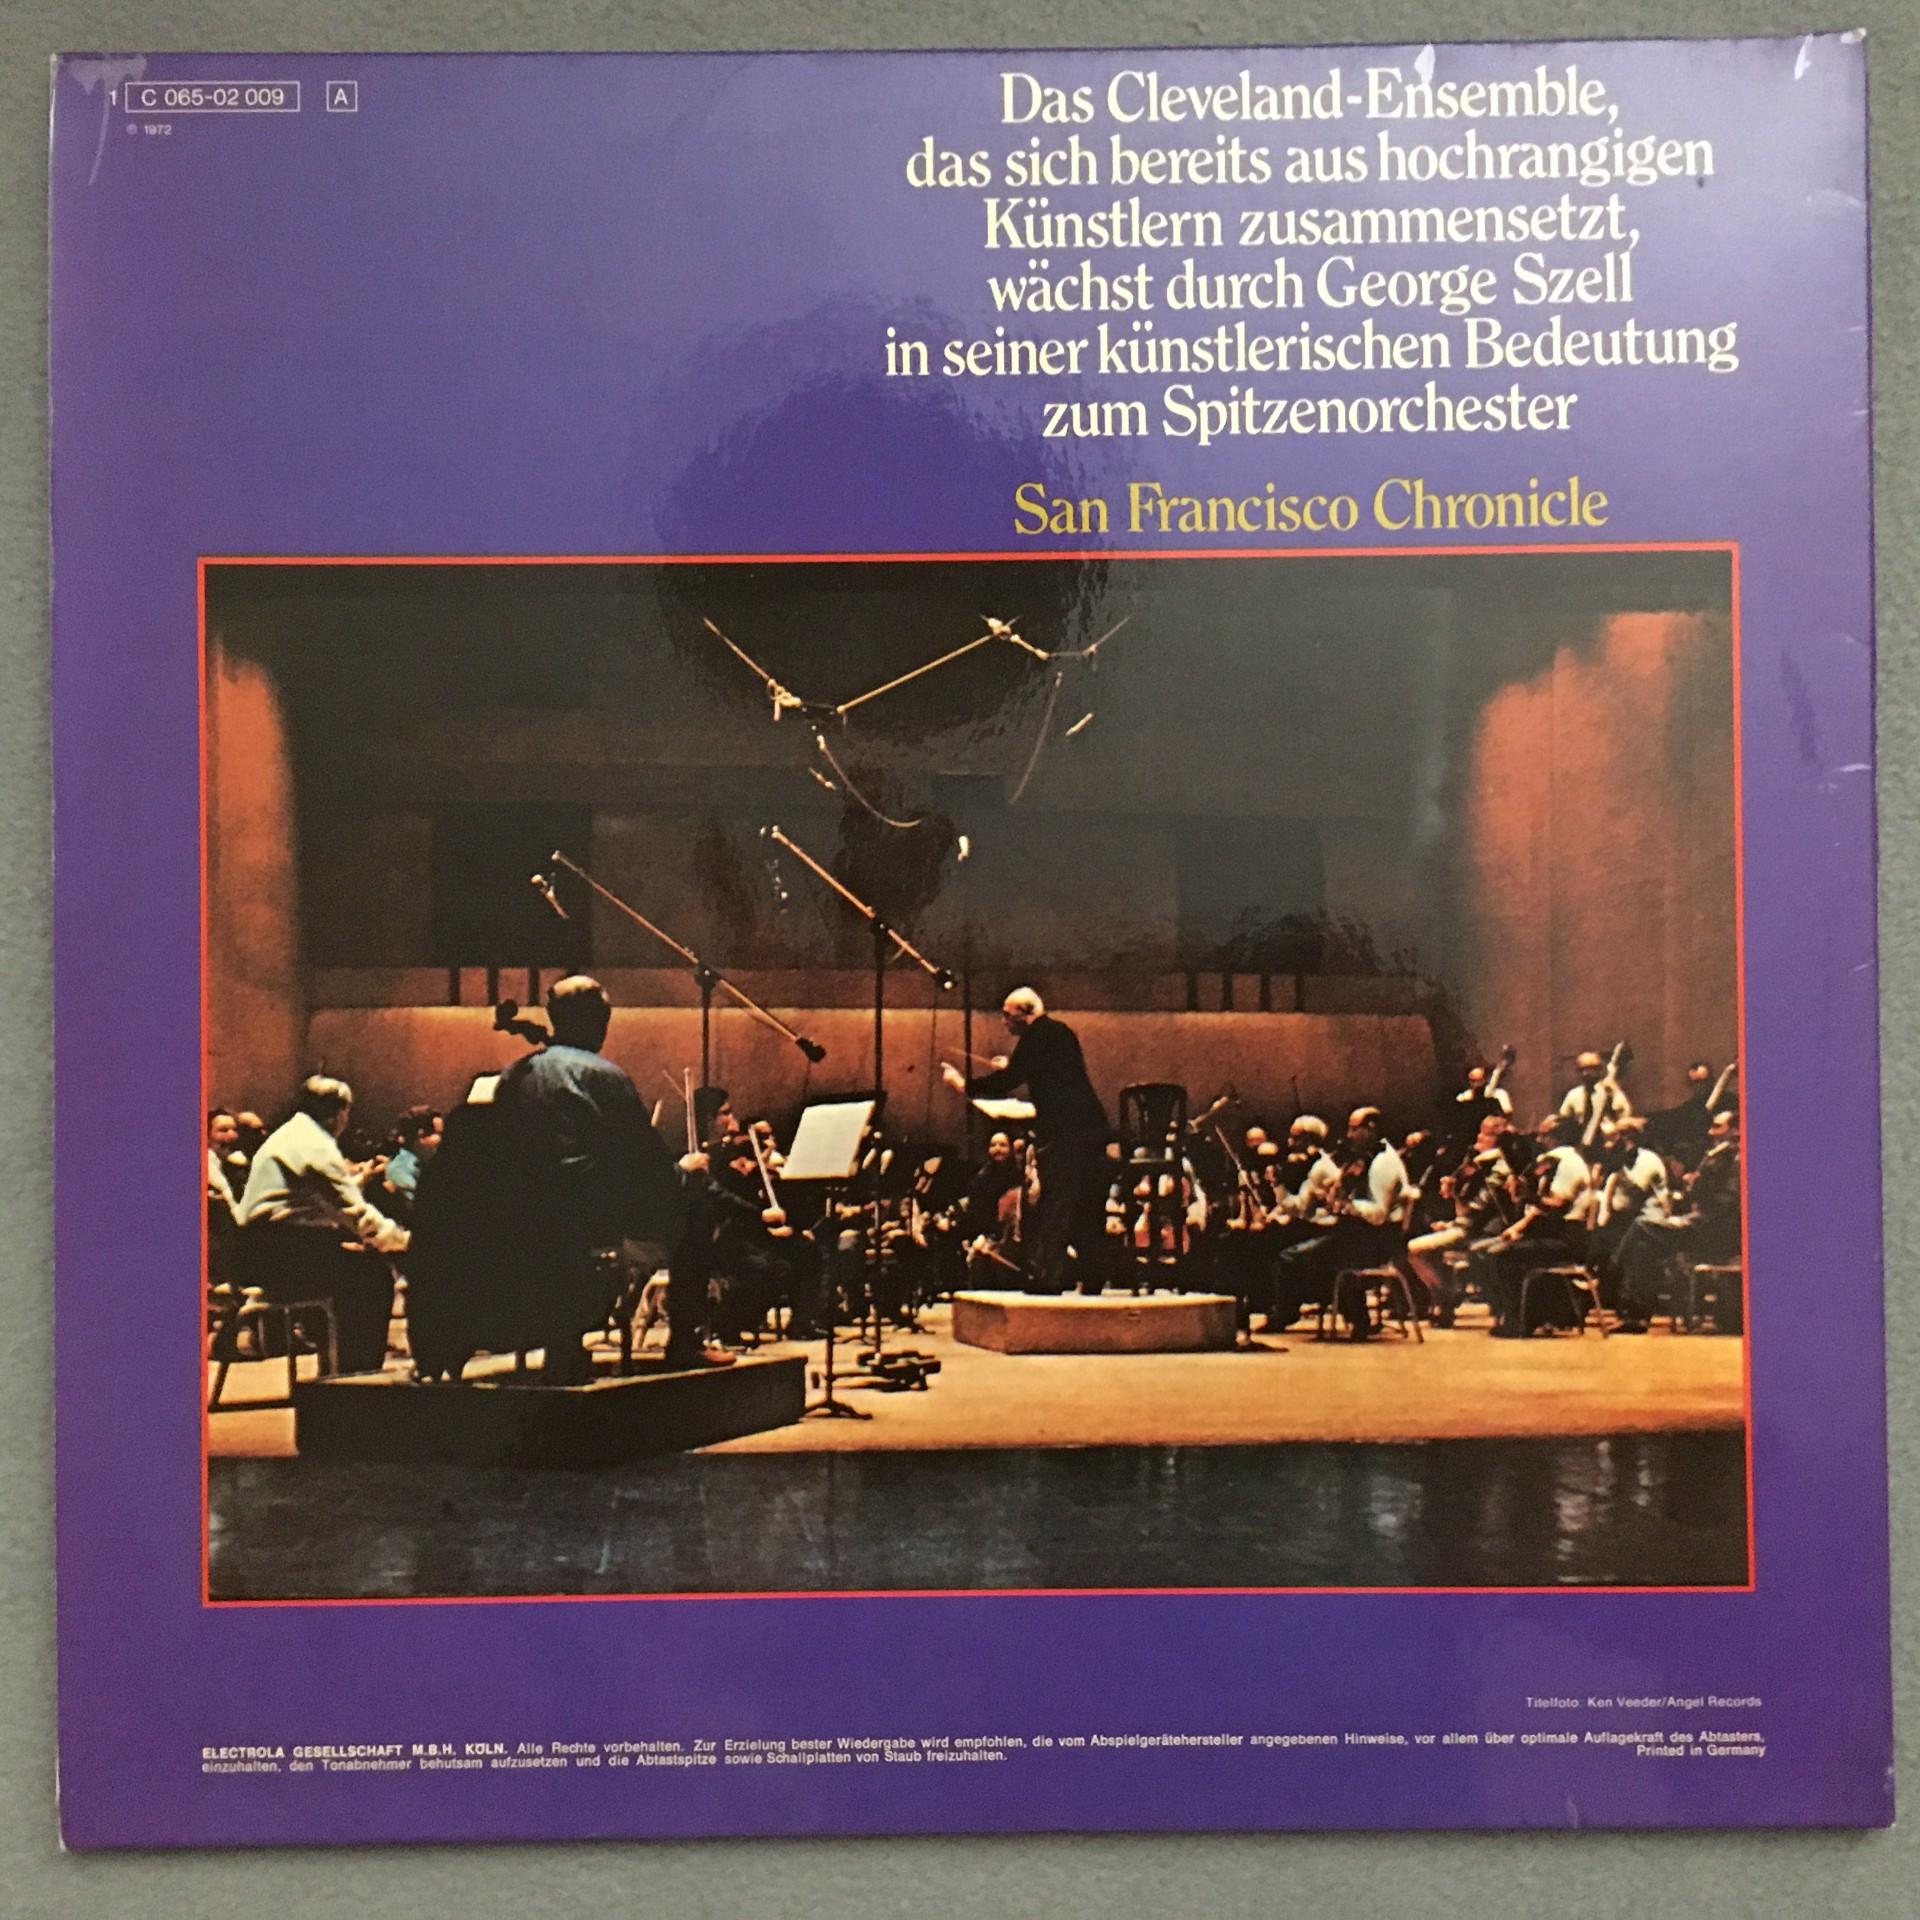 1 C 065-02 009 A
℗ 1972
Das Cleveland-Ensemble,
das sich bereits aus hochrangigen
Künstlern zusammensetzt,
wächst durch George Szell
in seiner künstlerischen Bedeutung
zum Spitzenorchester
San Francisco Chronicle
Titelfoto: Ken Veeder/Angel Records
ELECTROLA GESELLSCHAFT M.B.H. KÖLN. Alle Rechte vorbehalten. Zur Erzielung bester Wiedergabe wird empfohlen, die vom Abspielgerätehersteller angegebenen Hinweise, vor allem über optimale Auflagekraft des Abtasters,
einzuhalten, den Tonabnehmer behutsam aufzusetzen und die Abtastspitze sowie Schallplatten von Staub freizuhalten.
Printed in Germany